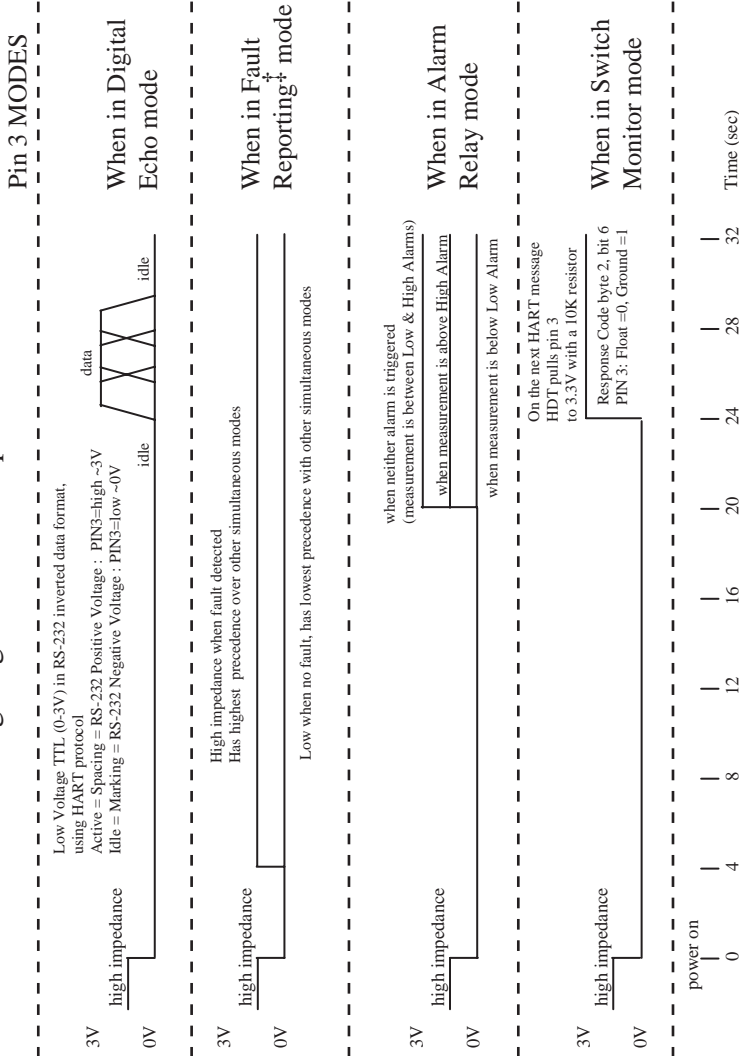 Pin 3 MODES
When in Digital
Echo mode
Low Voltage TTL (0-3V) in RS-232 inverted data format,
using HART protocol
Active = Spacing = RS-232 Positive Voltage : PIN3=high ~3V
Idle = Marking = RS-232 Negative Voltage : PIN3=low ~0V
data
idle
idle
high impedance
3V
0V
When in Fault
Reporting‡ mode
High impedance when fault detected
Has highest precedence over other simultaneous modes
Low when no fault, has lowest precedence with other simultaneous modes
high impedance
3V
0V
When in Alarm
Relay mode
when neither alarm is triggered
(measurement is between Low & High Alarms)
when measurement is above High Alarm
when measurement is below Low Alarm
high impedance
3V
0V
When in Switch
Monitor mode
On the next HART message
HDT pulls pin 3
to 3.3V with a 10K resistor
Response Code byte 2, bit 6
PIN 3: Float =0, Ground =1
high impedance
3V
0V
power on
0 4 8 12 16 20 24 28 32
Time (sec)